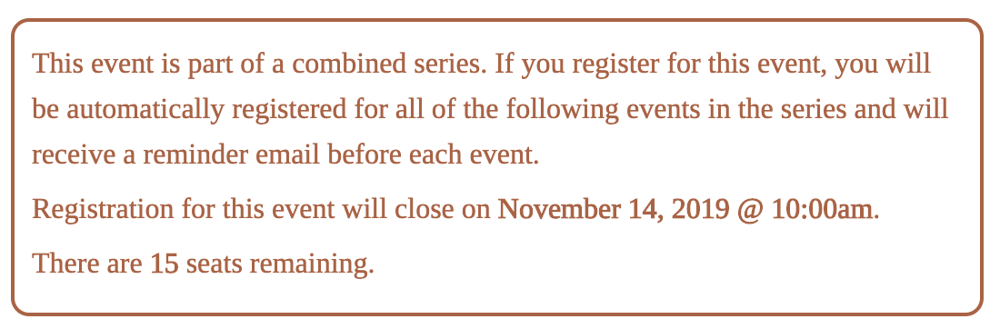 This event is part of a combined series. If you register for this event, you will
be automatically registered for all of the following events in the series and will
receive a reminder email before each event.
Registration for this event will close on November 14, 2019 @ 10:00am.
There are 15 seats remaining.